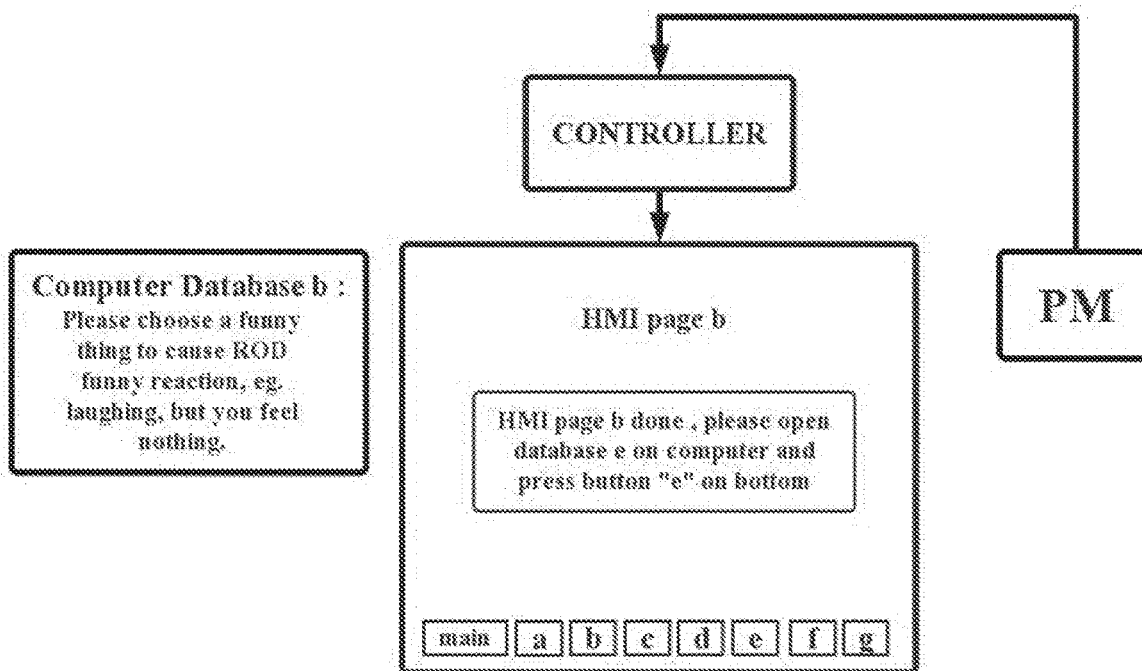 CONTROLLER
Computer Database b :
Please choose a funny
thing to cause ROD
funny reaction, eg.
laughing, but you feel
nothing.
HMI page b
PM
HMI page b done , please open
database e on computer and
press button "e" on bottom
main a b c d e f g